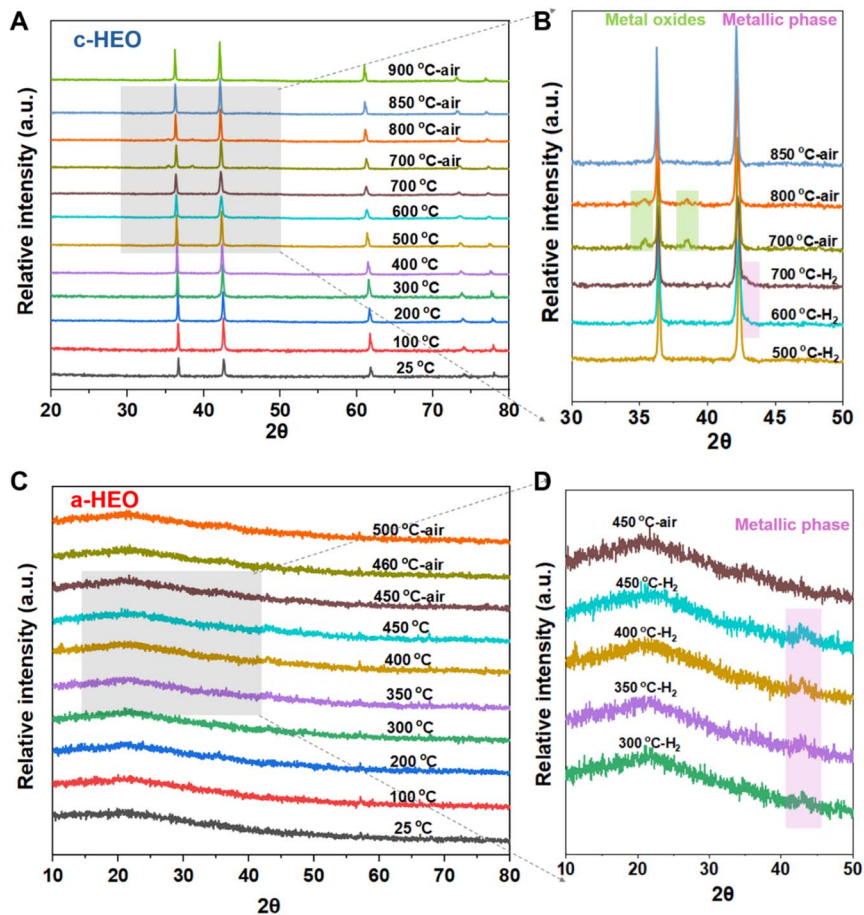 A
c-HEO
Relative intensity (a.u.)
900 °C-air
850 °C-air
800 °C-air
700 °C-air
700 °C
600 °C
500 °C
400 °C
300 °C
200 °C
100 °C
25 °C
20 30 40 50 60 70 80
2θ
B
Metal oxides Metallic phase
Relative intensity (a.u.)
850 °C-air
800 °C-air
700 °C-air
700 °C-H₂
600 °C-H₂
500 °C-H₂
30 35 40 45 50
2θ
C
a-HEO
Relative intensity (a.u.)
500 °C-air
460 °C-air
450 °C-air
450 °C
400 °C
350 °C
300 °C
200 °C
100 °C
25 °C
10 20 30 40 50 60 70 80
2θ
D
Metallic phase
Relative intensity (a.u.)
450 °C-air
450 °C-H₂
400 °C-H₂
350 °C-H₂
300 °C-H₂
10 20 30 40 50
2θ